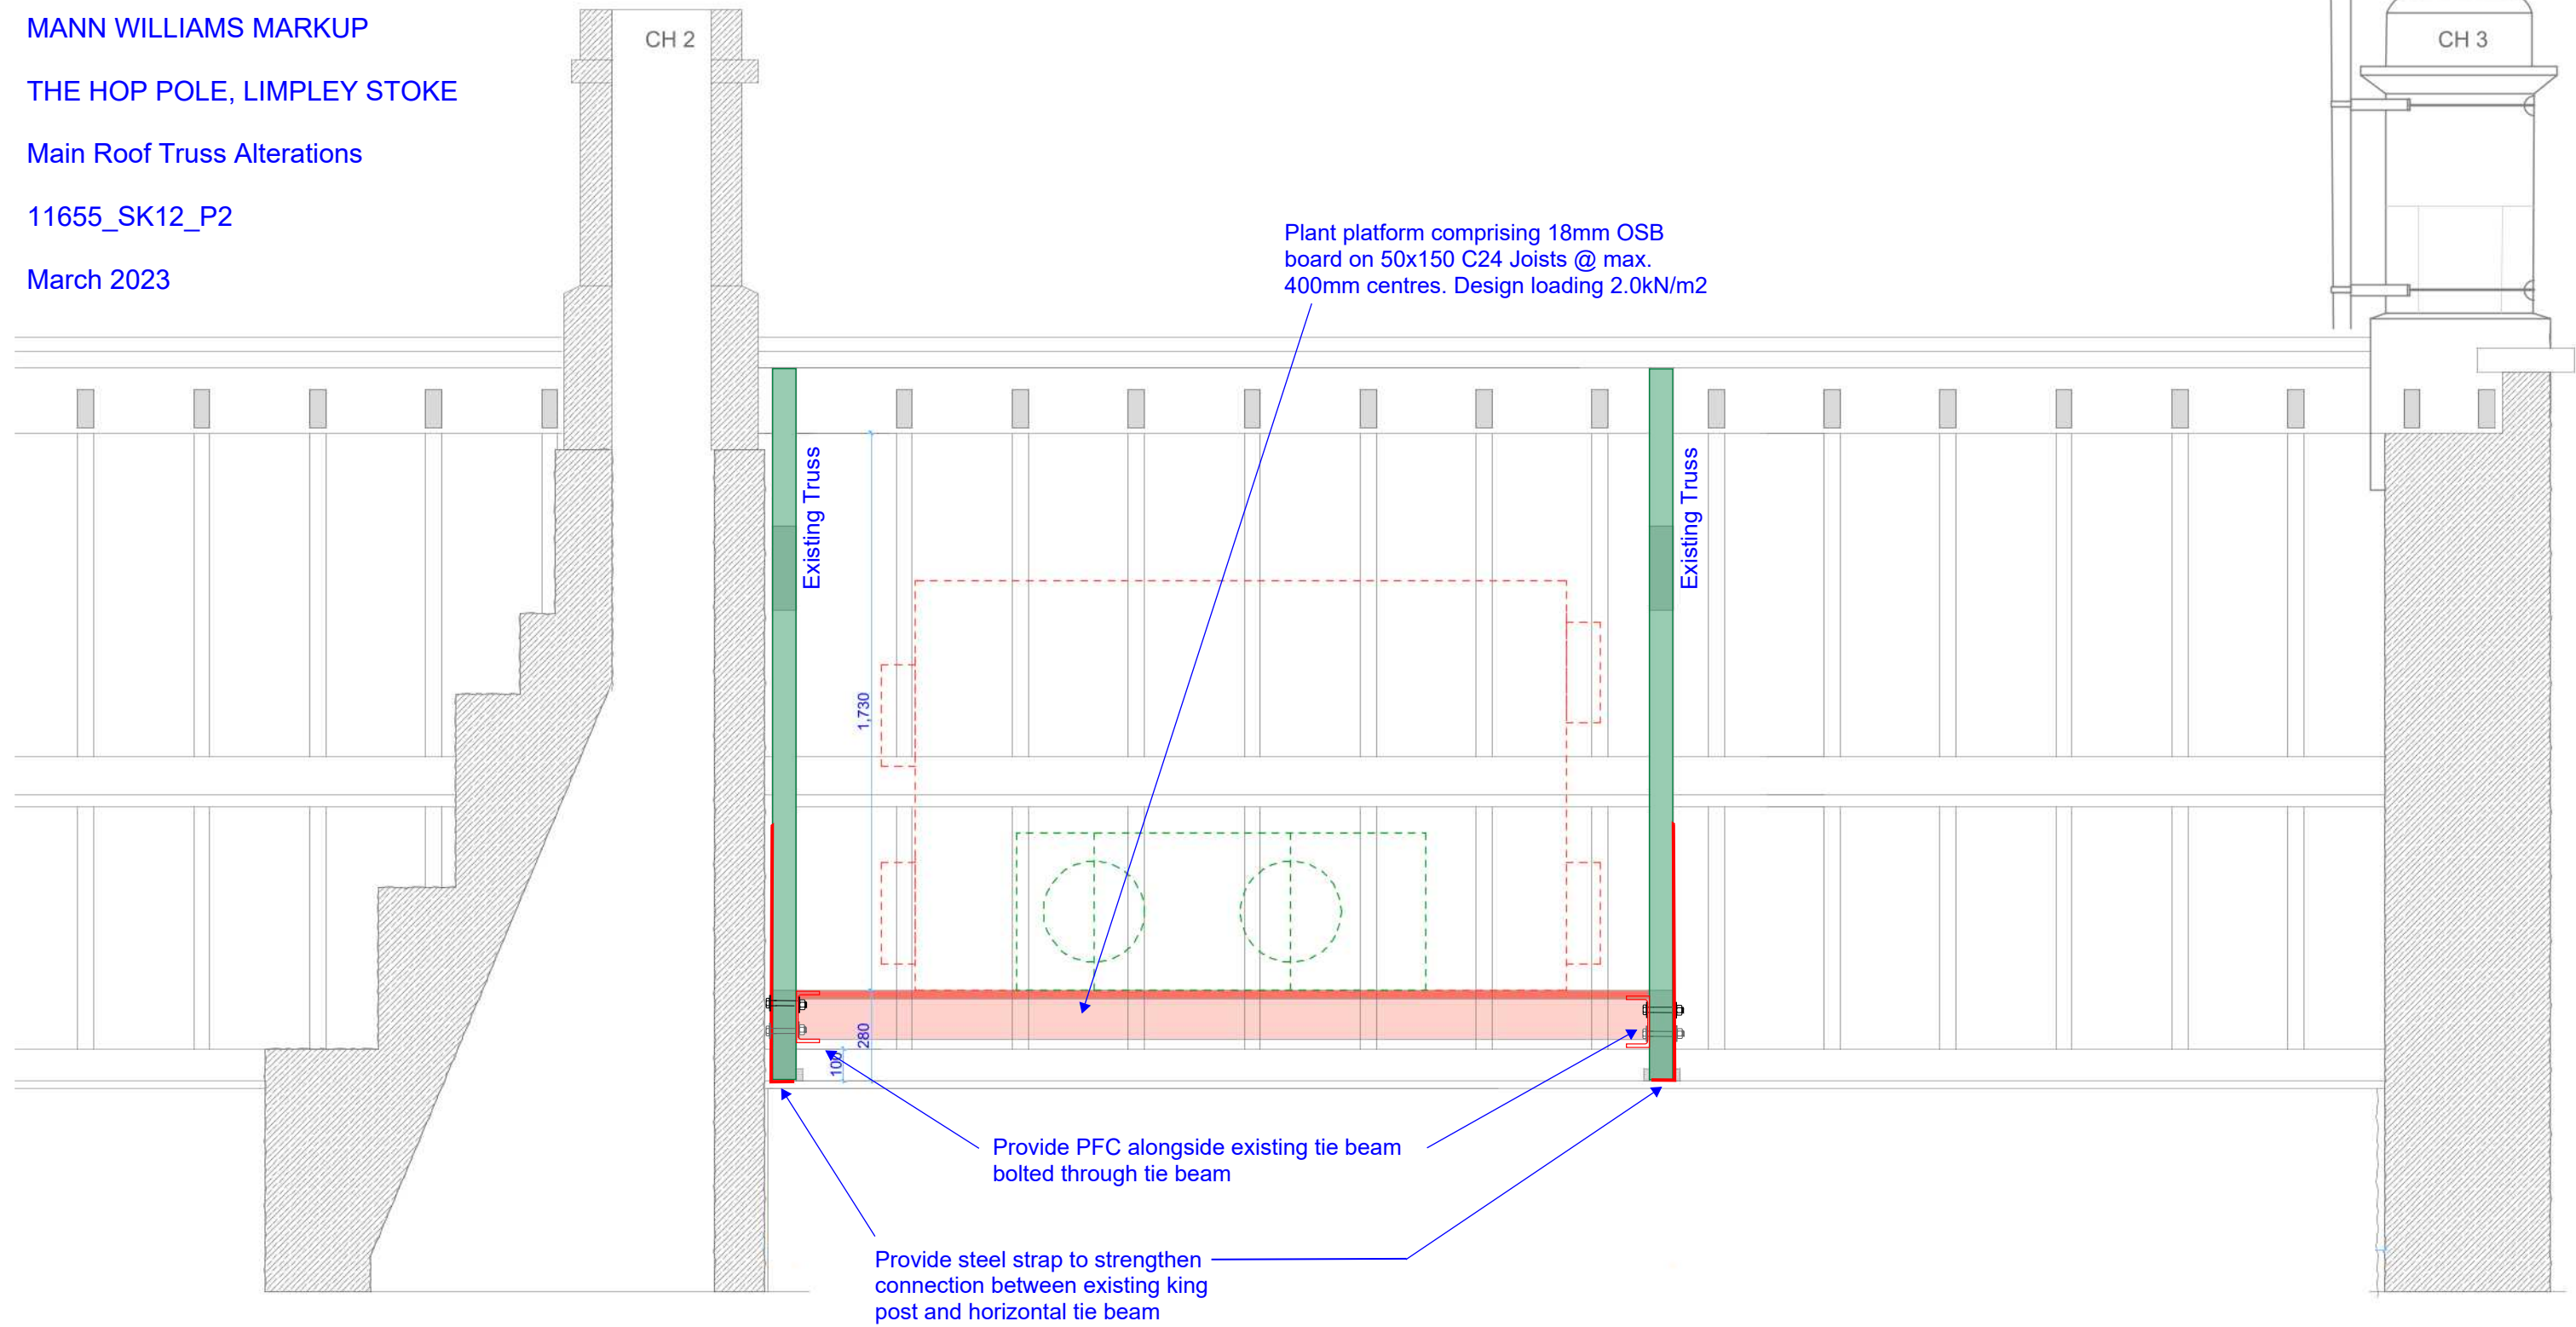 MANN WILLIAMS MARKUP
THE HOP POLE, LIMPLEY STOKE
Main Roof Truss Alterations
11655_SK12_P2
March 2023
CH 2
CH 3
Plant platform comprising 18mm OSB
board on 50x150 C24 Joists @ max.
400mm centres. Design loading 2.0kN/m2
Existing Truss
Existing Truss
1,730
280
100
Provide PFC alongside existing tie beam
bolted through tie beam
Provide steel strap to strengthen
connection between existing king
post and horizontal tie beam